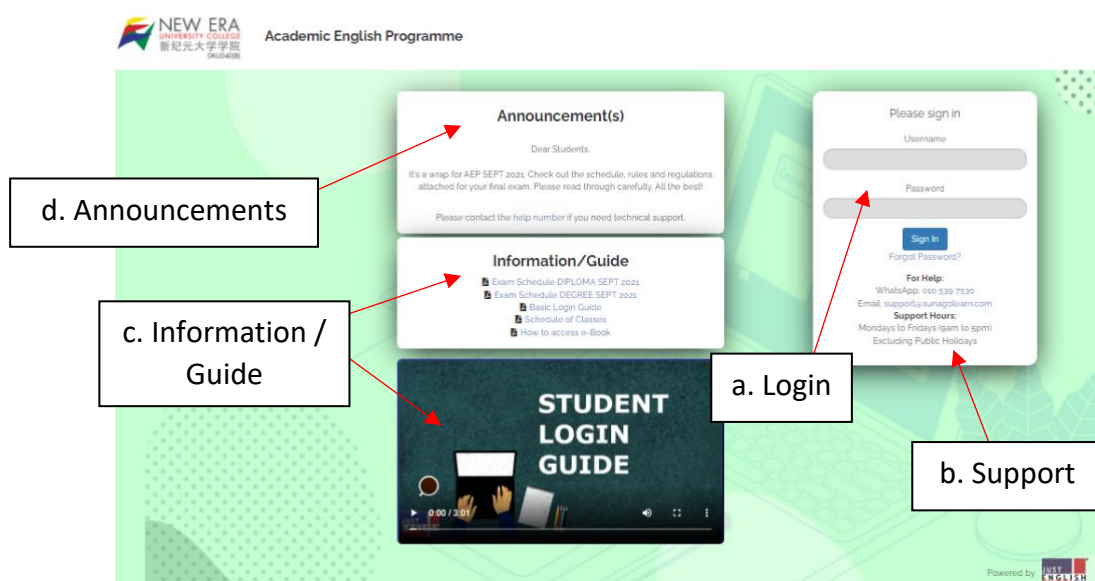 NEW ERA
UNIVERSITY COLLEGE
新纪元大学学院
DKU040(B)
Academic English Programme
Announcement(s)
Dear Students,
It's a wrap for AEP SEPT 2021. Check out the schedule, rules and regulations
attached for your final exam. Please read through carefully. All the best!
Please contact the help number if you need technical support.
d. Announcements
Information/Guide
Exam Schedule DIPLOMA SEPT 2021
Exam Schedule DEGREE SEPT 2021
Basic Login Guide
Schedule of Classes
How to access e-Book
c. Information /
Guide
STUDENT
LOGIN
GUIDE
0:00 / 3:01
Please sign in
Username
Password
Sign In
Forgot Password?
For Help:
WhatsApp: 010 539 7530
Email: support@sunagolearn.com
Support Hours:
Mondays to Fridays (9am to 5pm)
Excluding Public Holidays
a. Login
b. Support
Powered by
JUST
ENGLISH